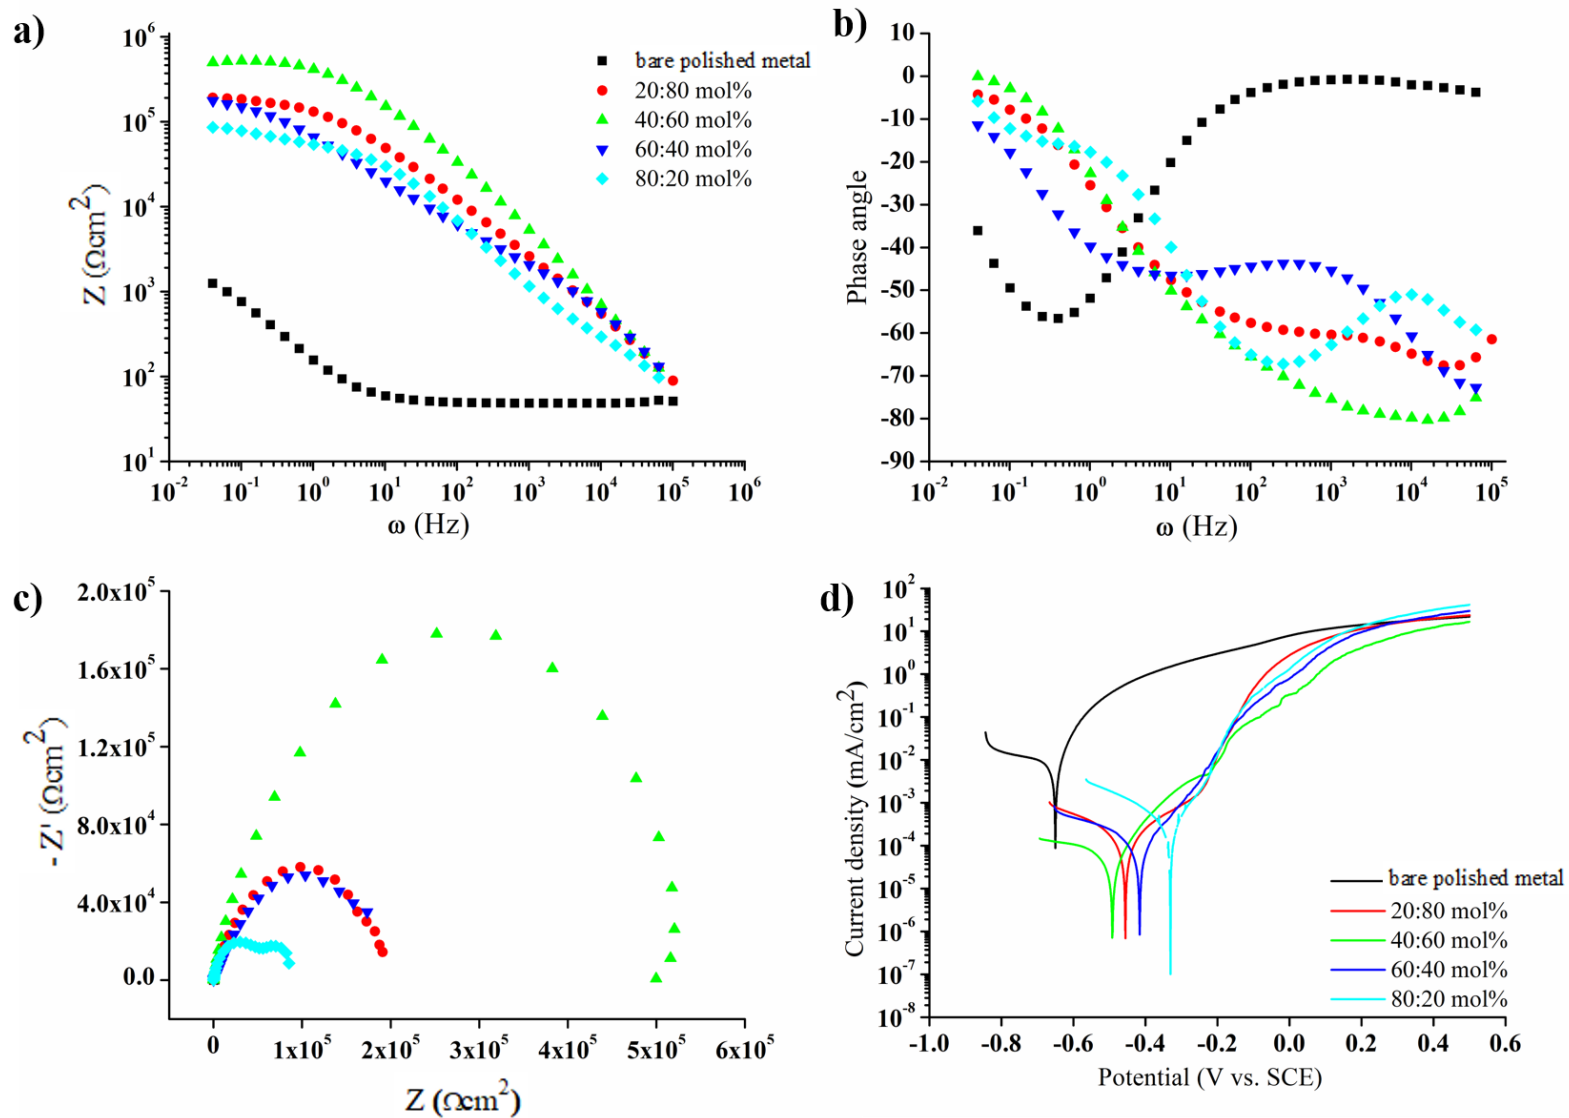 a)
10^6
10^5
10^4
10^3
10^2
10^1
Z (Ωcm^2)
10^-2 10^-1 10^0 10^1 10^2 10^3 10^4 10^5 10^6
ω (Hz)
bare polished metal
20:80 mol%
40:60 mol%
60:40 mol%
80:20 mol%
b)
10
0
-10
-20
-30
-40
-50
-60
-70
-80
-90
Phase angle
10^-2 10^-1 10^0 10^1 10^2 10^3 10^4 10^5
ω (Hz)
c)
2.0x10^5
1.6x10^5
1.2x10^5
8.0x10^4
4.0x10^4
0.0
-Z' (Ωcm^2)
0 1x10^5 2x10^5 3x10^5 4x10^5 5x10^5 6x10^5
Z (Ωcm^2)
d)
10^2
10^1
10^0
10^-1
10^-2
10^-3
10^-4
10^-5
10^-6
10^-7
10^-8
Current density (mA/cm^2)
-1.0 -0.8 -0.6 -0.4 -0.2 0.0 0.2 0.4 0.6
Potential (V vs. SCE)
bare polished metal
20:80 mol%
40:60 mol%
60:40 mol%
80:20 mol%